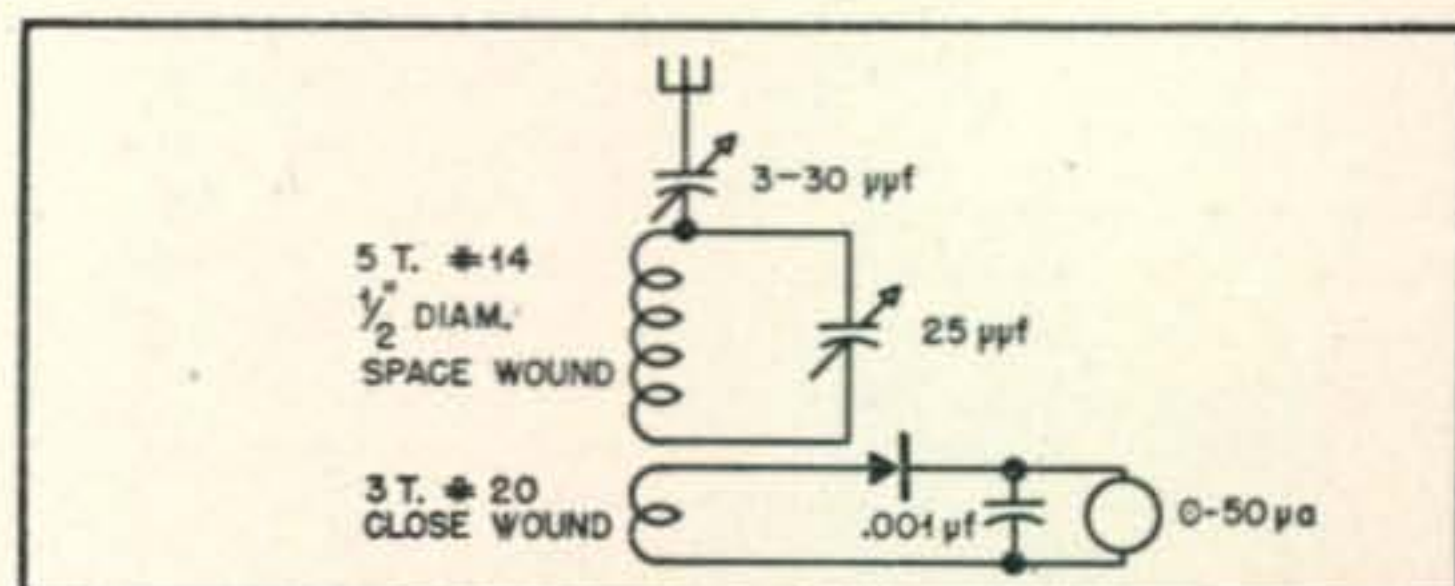 3-30 µµf
5 T. #14
1/2" DIAM.
SPACE WOUND
25 µµf
3 T. #20
CLOSE WOUND
.001 µf
0-50 µa